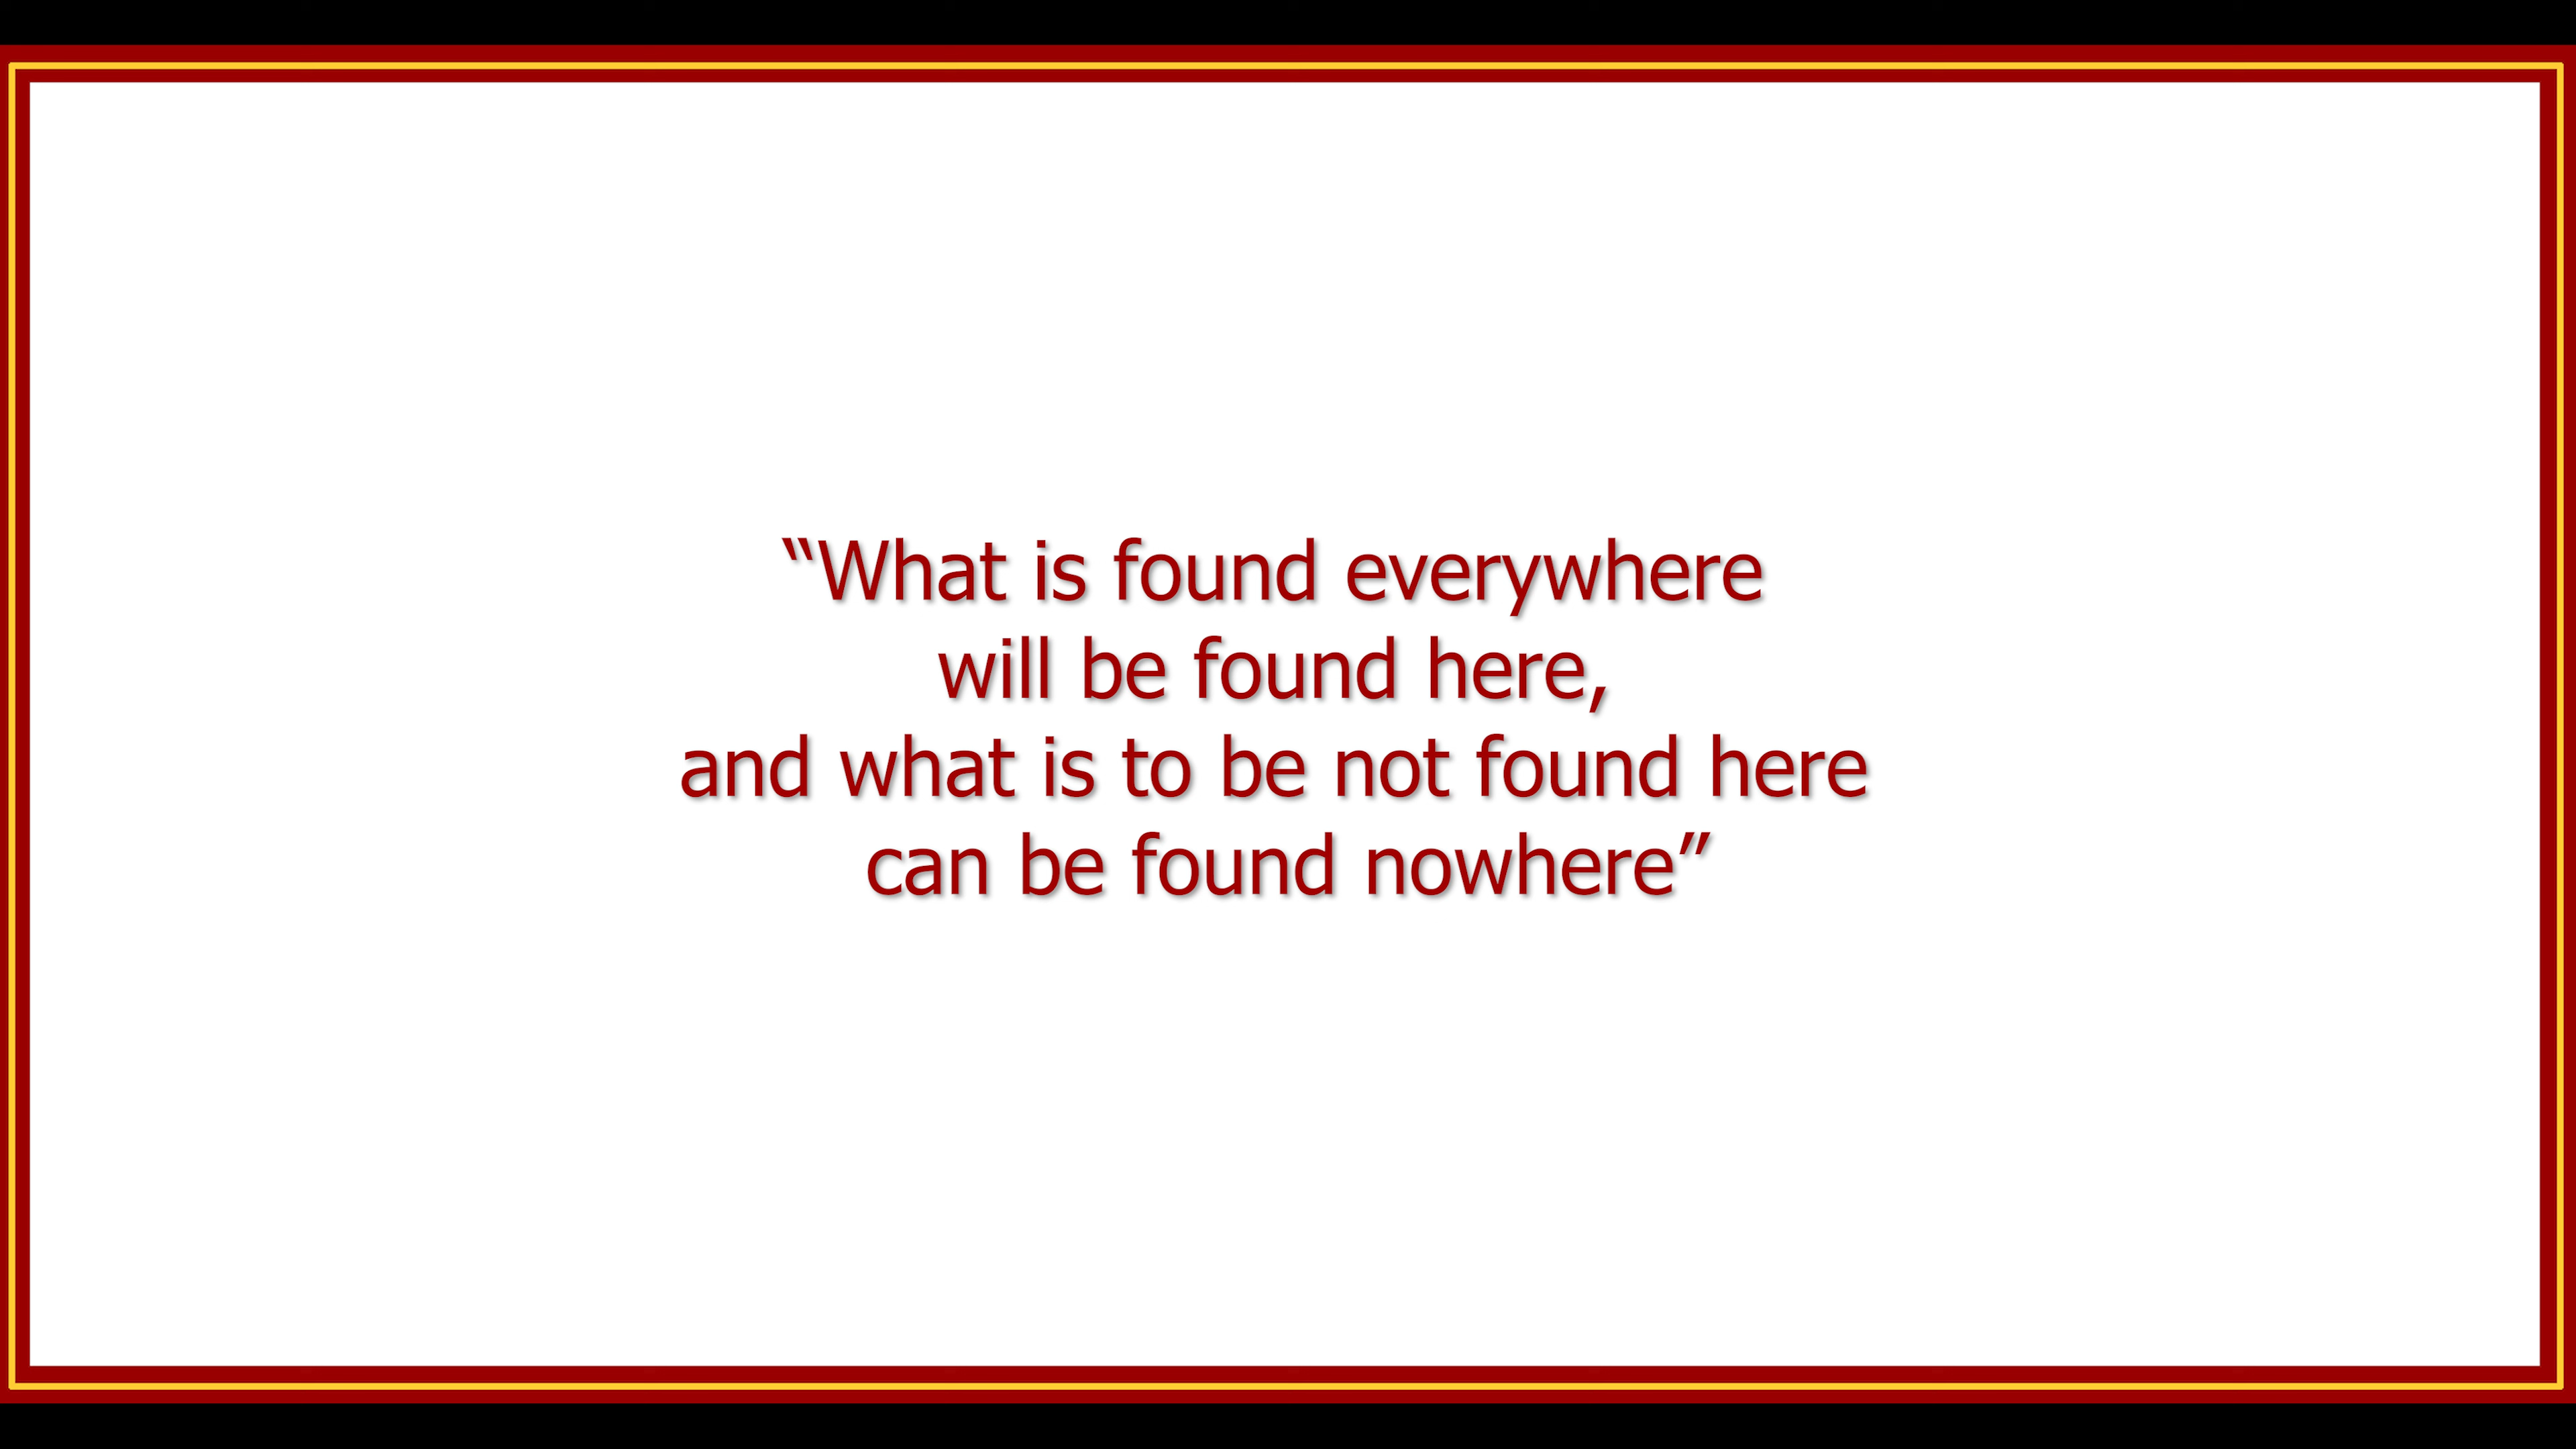 “What is found everywhere
will be found here,
and what is to be not found here
can be found nowhere”